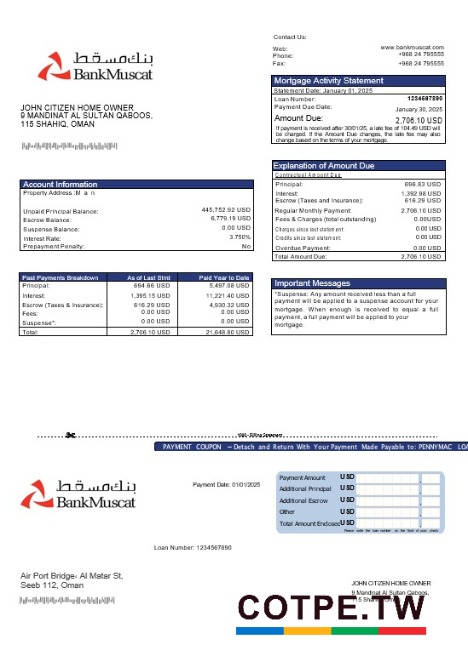 بنك مسقط
BankMuscat
Contact Us:
Web: www.bankmuscat.com
Phone: +968 24 795555
Fax: +968 24 795555
JOHN CITIZEN HOME OWNER
9 MANDINAT AL SULTAN QABOOS,
115 SHAHIQ, OMAN
Mortgage Activity Statement
Statement Date: January 01, 2025
Loan Number: 1234567890
Payment Due Date: January 30, 2025
Amount Due: 2,706.10 USD
If payment is received after 30/01/25, a late fee of 104.49 USD will
be charged. If the Amount Due Changes, the late fee may also
change based on the terms of your mortgage.
Account Information
Property Address :M a n
Unpaid Principal Balance: 445,752.92 USD
Escrow Balance: 6,779.19 USD
Suspense Balance: 0.00 USD
Interest Rate: 3.750%
Prepayment Penalty: No
Explanation of Amount Due
Contractual Amount Due
Principal: 696.83 USD
Interest: 1,392.98 USD
Escrow (Taxes and Insurance): 616.29 USD
Regular Monthly Payment: 2,706.10 USD
Fees & Charges (total outstanding) 0.00USD
Charges since last statement: 0.00 USD
Credits since last statement: 0.00 USD
Overdue Payment: 0.00 USD
Total Amount Due: 2,706.10 USD
Past Payments Breakdown As of Last Stmt Paid Year to Date
Principal: 694.66 USD 5,497.08 USD
Interest: 1,395.15 USD 11,221.40 USD
Escrow (Taxes & Insurance): 616.29 USD 4,930.32 USD
Fees: 0.00 USD 0.00 USD
Suspense*: 0.00 USD 0.00 USD
Total: 2,706.10 USD 21,648.80 USD
Important Messages
*Suspense: Any amount received less than a full
payment will be applied to a suspense account for your
mortgage. When enough is received to equal a full
payment, a full payment will be applied to your
mortgage.
PAYMENT COUPON – Detach and Return With Your Payment Made Payable to: PENNYMAC LOA
بنك مسقط
BankMuscat
Payment Date: 01/01/2025
Payment Amount USD
Additional Principal USD
Additional Escrow USD
Other USD
Total Amount Enclosed USD
Loan Number: 1234567890
Air Port Bridge، Al Matar St,
Seeb 112, Oman
JOHN CITIZEN HOME OWNER
9 Mandinat Al Sultan Qaboos,
COTPE.TW